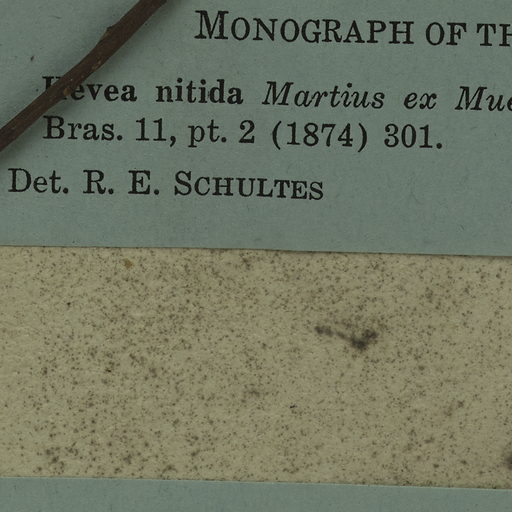 MONOGRAPH OF TH
Hevea nitida Martius ex Mue
Bras. 11, pt. 2 (1874) 301.
Det. R. E. SCHULTES